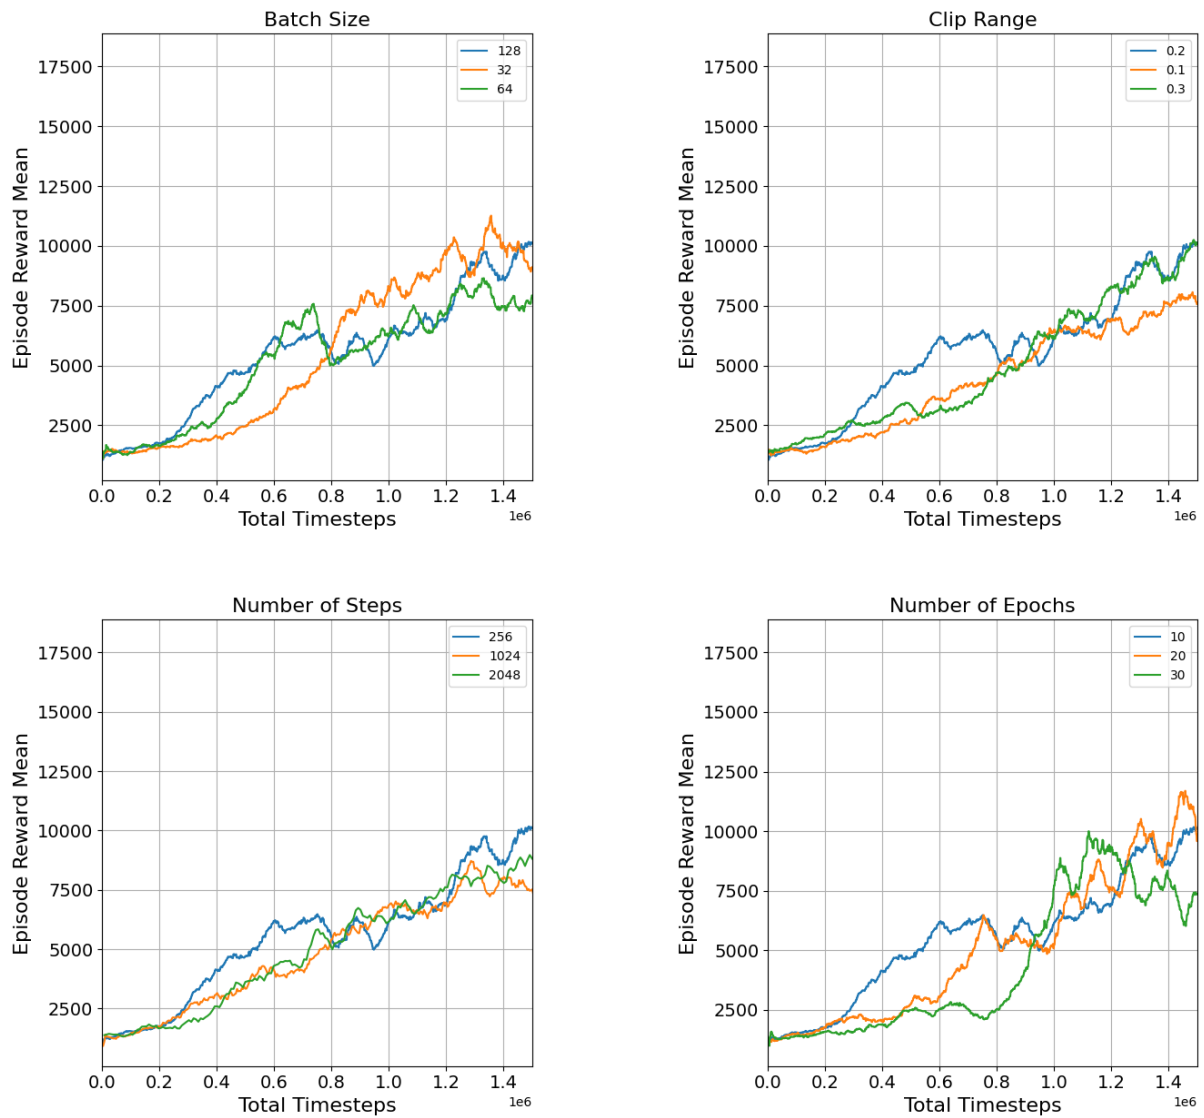 Batch Size
17500
15000
12500
10000
7500
5000
2500
0.0 0.2 0.4 0.6 0.8 1.0 1.2 1.4
1e6
Total Timesteps
Episode Reward Mean
128
32
64
Clip Range
17500
15000
12500
10000
7500
5000
2500
0.0 0.2 0.4 0.6 0.8 1.0 1.2 1.4
1e6
Total Timesteps
Episode Reward Mean
0.2
0.1
0.3
Number of Steps
17500
15000
12500
10000
7500
5000
2500
0.0 0.2 0.4 0.6 0.8 1.0 1.2 1.4
1e6
Total Timesteps
Episode Reward Mean
256
1024
2048
Number of Epochs
17500
15000
12500
10000
7500
5000
2500
0.0 0.2 0.4 0.6 0.8 1.0 1.2 1.4
1e6
Total Timesteps
Episode Reward Mean
10
20
30